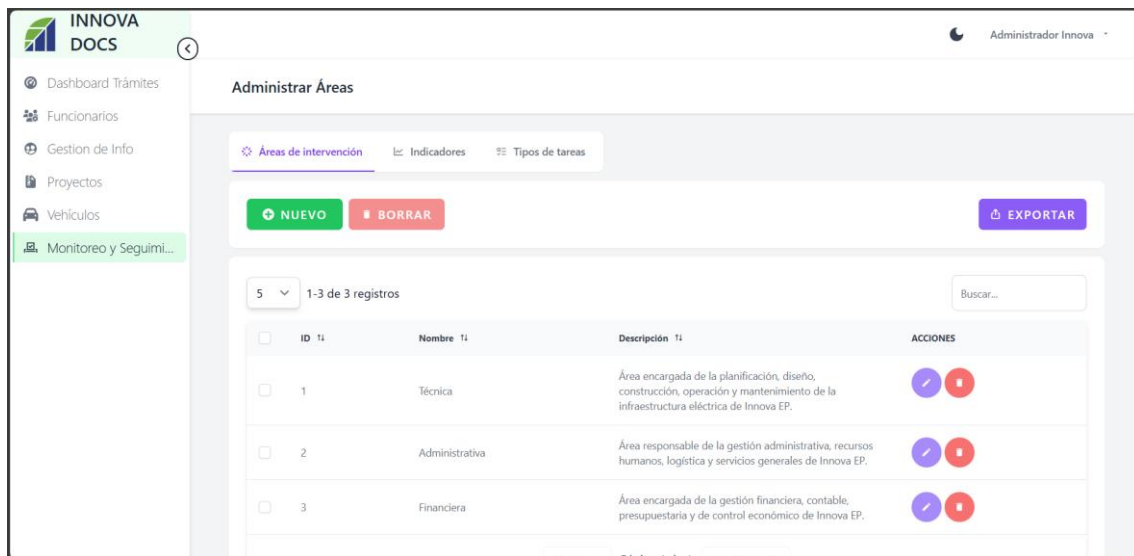 INNOVA
DOCS
Administrador Innova
Dashboard Trámites
Funcionarios
Gestion de Info
Proyectos
Vehículos
Monitoreo y Seguimi...
Administrar Áreas
Áreas de intervención
Indicadores
Tipos de tareas
NUEVO
BORRAR
EXPORTAR
5
1-3 de 3 registros
Buscar...
ID Nombre Descripción ACCIONES
1 Técnica
Área encargada de la planificación, diseño,
construcción, operación y mantenimiento de la
infraestructura eléctrica de Innova EP.
2 Administrativa
Área responsable de la gestión administrativa, recursos
humanos, logística y servicios generales de Innova EP.
3 Financiera
Área encargada de la gestión financiera, contable,
presupuestaria y de control económico de Innova EP.